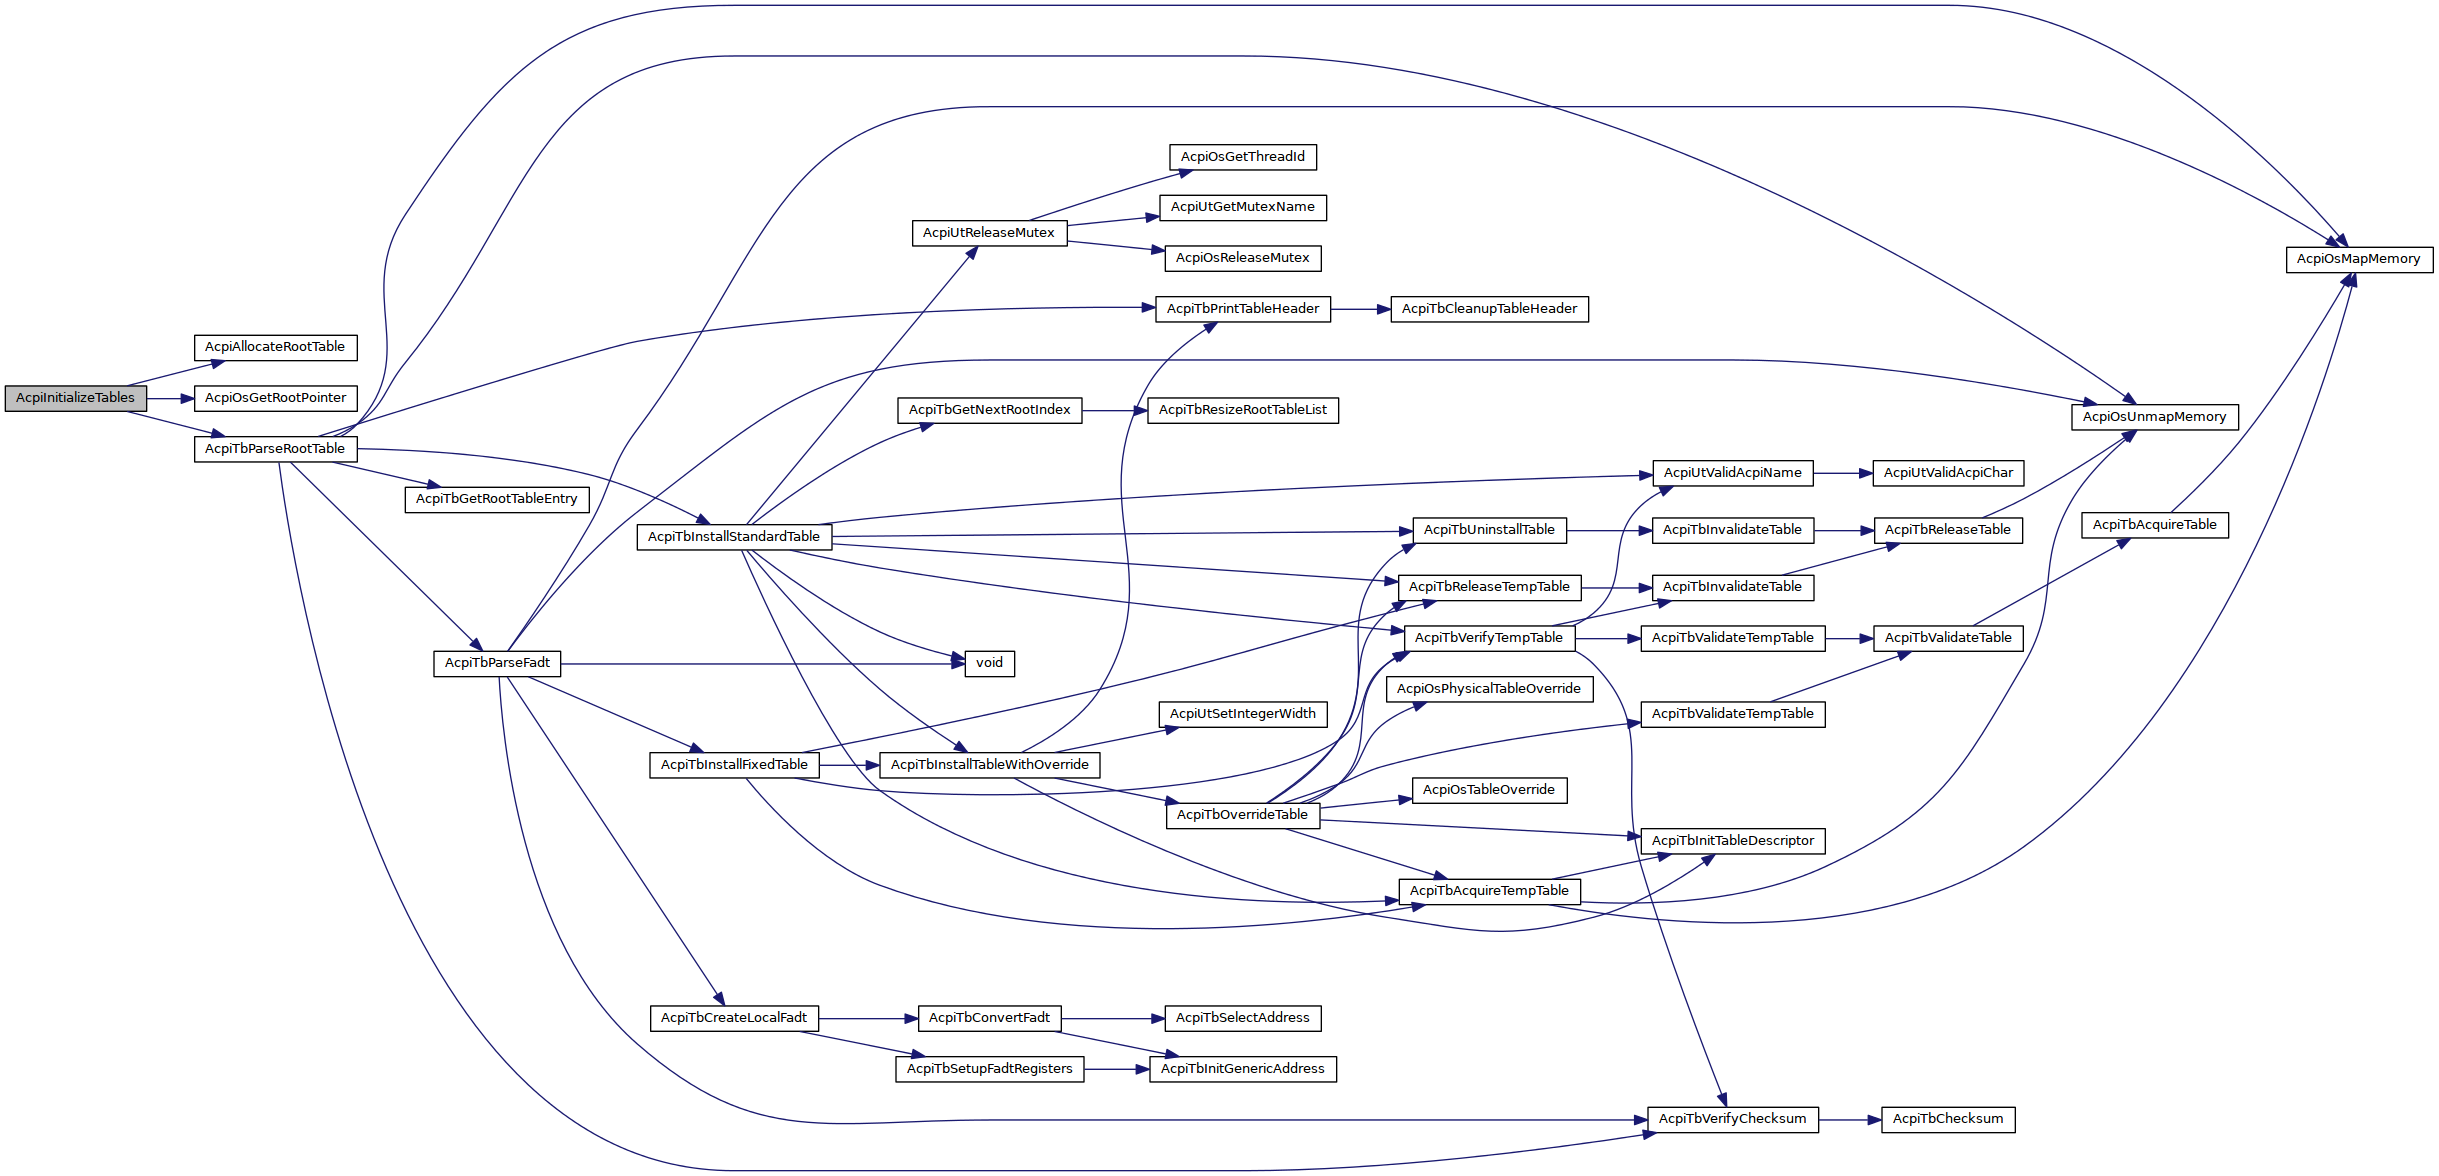 AcpiInitializeTables
AcpiAllocateRootTable
AcpiOsGetRootPointer
AcpiTbParseRootTable
AcpiTbGetRootTableEntry
AcpiTbParseFadt
AcpiTbInstallStandardTable
AcpiTbInstallFixedTable
AcpiTbCreateLocalFadt
AcpiUtReleaseMutex
AcpiTbGetNextRootIndex
void
AcpiTbInstallTableWithOverride
AcpiTbConvertFadt
AcpiTbSetupFadtRegisters
AcpiOsGetThreadId
AcpiUtGetMutexName
AcpiOsReleaseMutex
AcpiTbPrintTableHeader
AcpiTbResizeRootTableList
AcpiUtSetIntegerWidth
AcpiTbOverrideTable
AcpiTbSelectAddress
AcpiTbInitGenericAddress
AcpiTbCleanupTableHeader
AcpiTbUninstallTable
AcpiTbReleaseTempTable
AcpiTbVerifyTempTable
AcpiOsPhysicalTableOverride
AcpiOsTableOverride
AcpiTbAcquireTempTable
AcpiUtValidAcpiName
AcpiTbInvalidateTable
AcpiTbInvalidateTable
AcpiTbValidateTempTable
AcpiTbValidateTempTable
AcpiTbInitTableDescriptor
AcpiTbVerifyChecksum
AcpiUtValidAcpiChar
AcpiTbReleaseTable
AcpiTbValidateTable
AcpiTbChecksum
AcpiOsUnmapMemory
AcpiTbAcquireTable
AcpiOsMapMemory